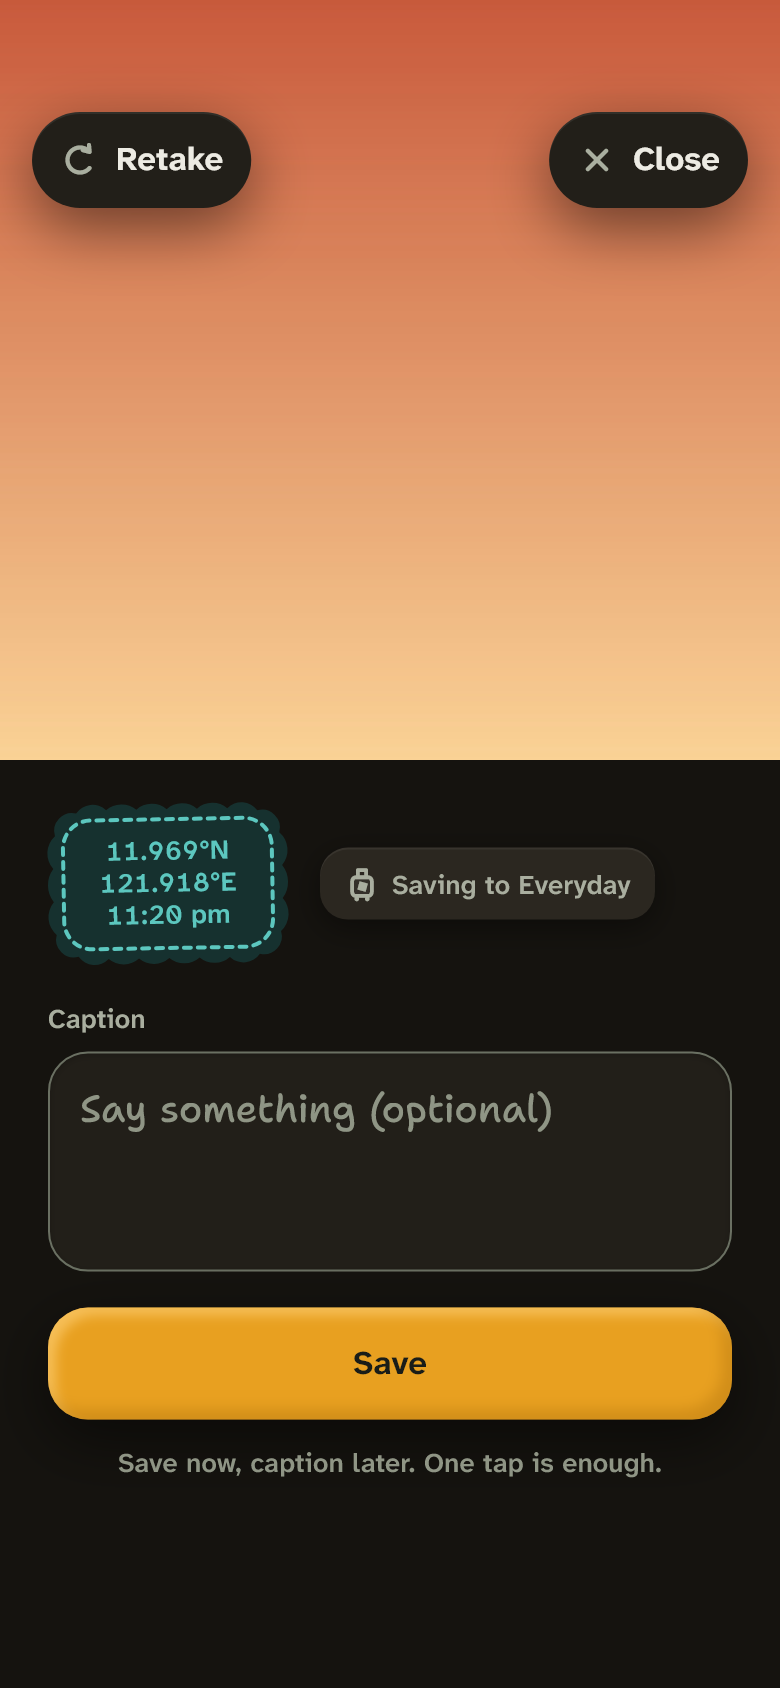 Retake
Close
11.969°N
121.918°E
11:20 pm
Saving to Everyday
Caption
Say something (optional)
Save
Save now, caption later. One tap is enough.